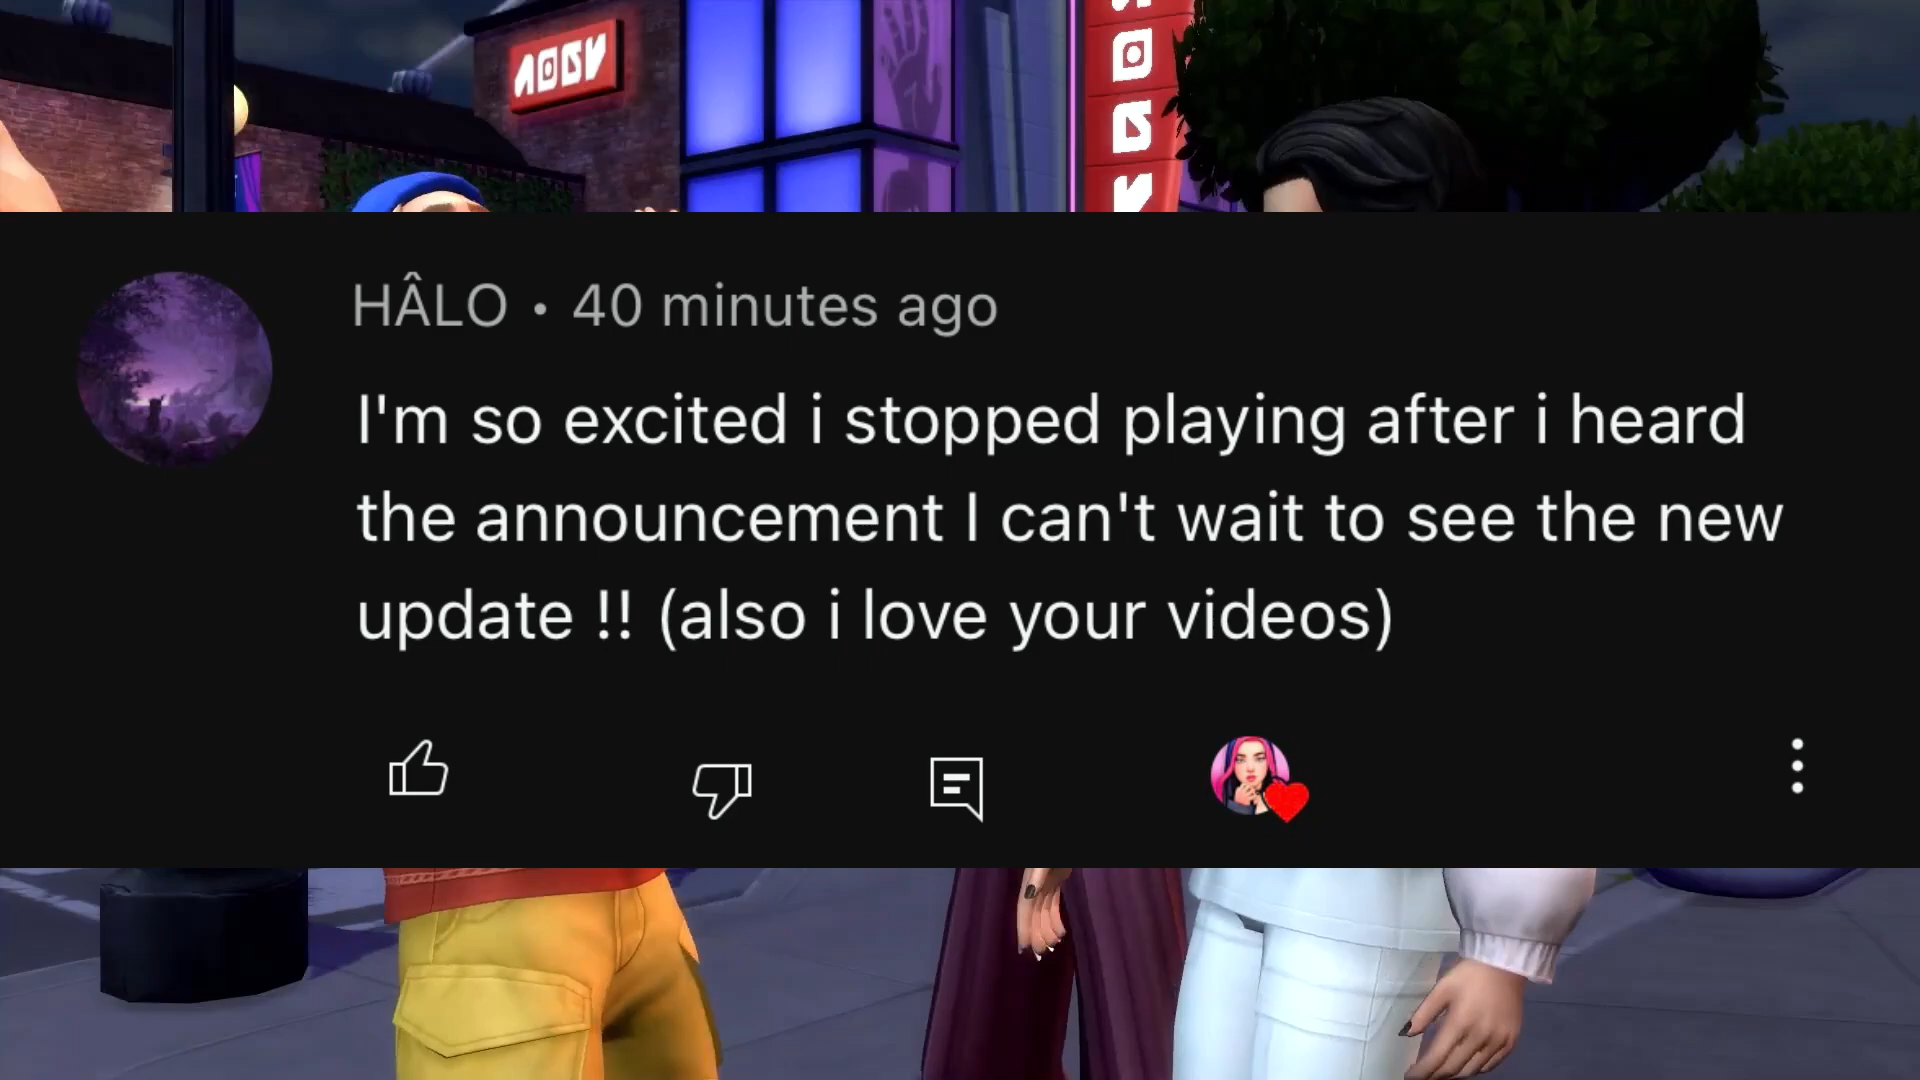 HÂLO • 40 minutes ago
I'm so excited i stopped playing after i heard
the announcement I can't wait to see the new
update !! (also i love your videos)